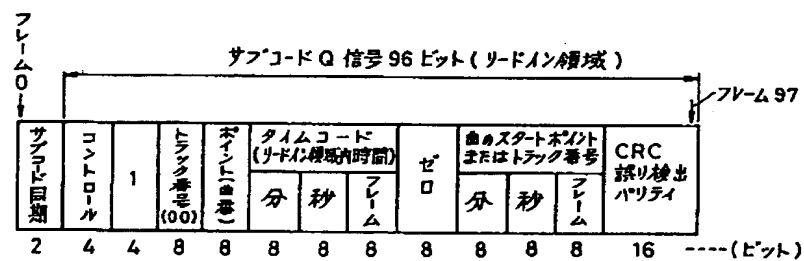 フレーム0
サブコードQ信号96ビット(リードイン領域)
フレーム97
サブコード同期
コントロール
1
トラック番号(00)
ポイント(曲番)
タイムコード
(リードイン領域内時間)
分
秒
フレーム
ゼロ
曲のスタートポイント
またはトラック番号
分
秒
フレーム
CRC
誤り検出
パリティ
2 4 4 8 8 8 8 8 8 8 8 8 16 ----(ビット)